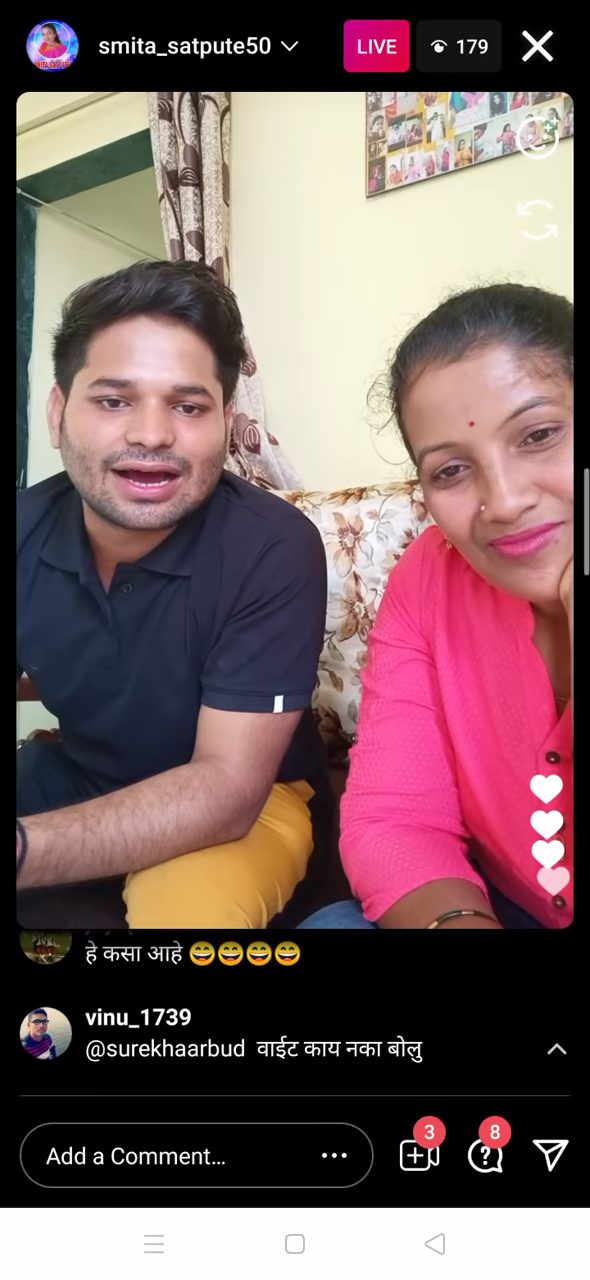 smita_satpute50
LIVE
179
हे कसा आहे 😄😄😄😄
vinu_1739
@surekhaarbud वाईट काय नका बोलु
Add a Comment...
3
8